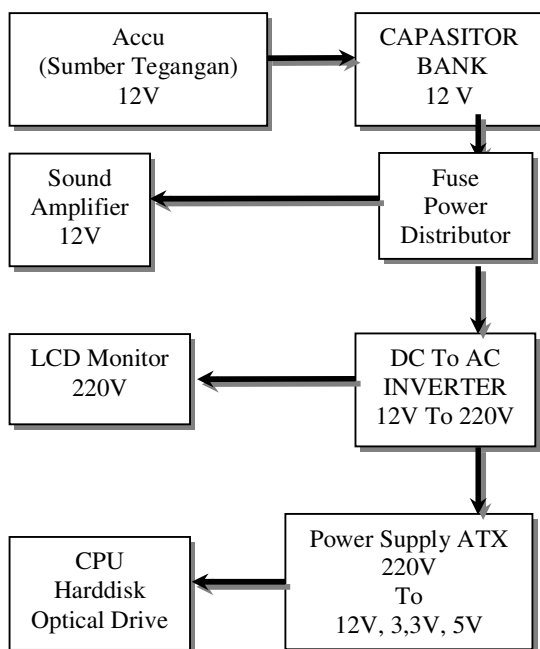 Accu
(Sumber Tegangan)
12V
CAPASITOR
BANK
12 V
Sound
Amplifier
12V
Fuse
Power
Distributor
LCD Monitor
220V
DC To AC
INVERTER
12V To 220V
CPU
Harddisk
Optical Drive
Power Supply ATX
220V
To
12V, 3,3V, 5V